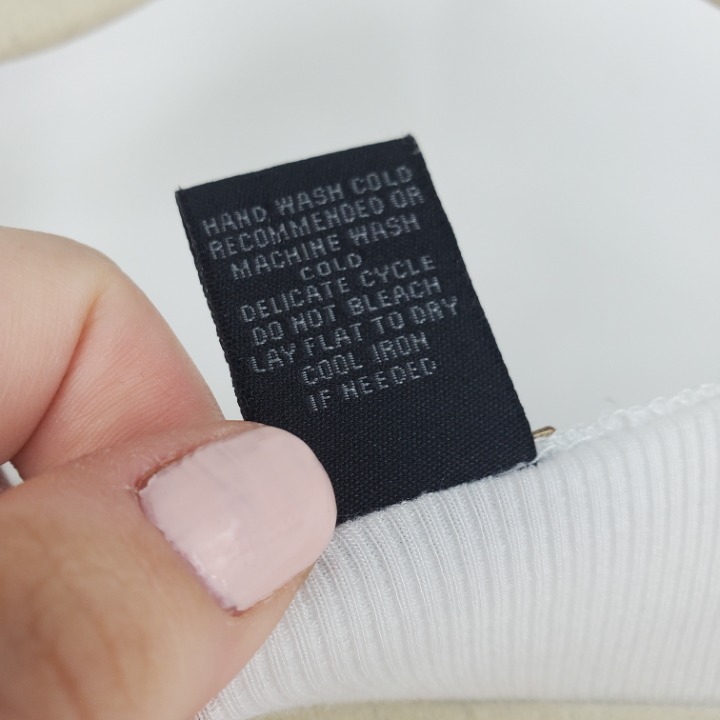 HAND WASH COLD
RECOMMENDED OR
MACHINE WASH
COLD
DELICATE CYCLE
DO NOT BLEACH
LAY FLAT TO DRY
COOL IRON
IF NEEDED